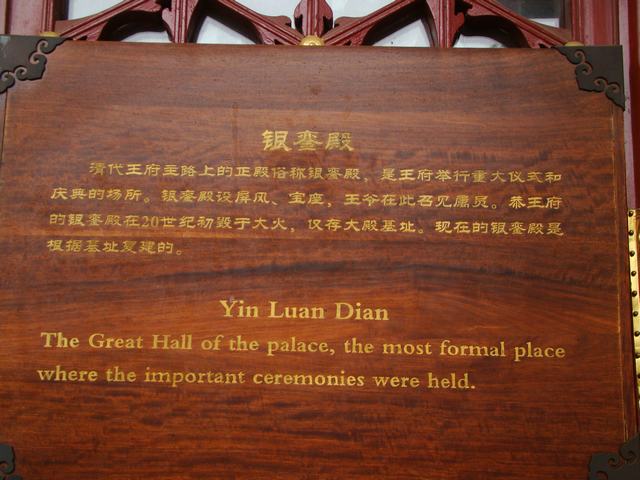 银銮殿
清代王府主路上的正殿俗称银銮殿，是王府举行重大仪式和
庆典的场所。银銮殿设屏风、宝座，王爷在此召见属员。恭王府
的银銮殿在20世纪初毁于大火，仅存大殿基址。现在的银銮殿是
根据基址复建的。
Yin Luan Dian
The Great Hall of the palace, the most formal place
where the important ceremonies were held.